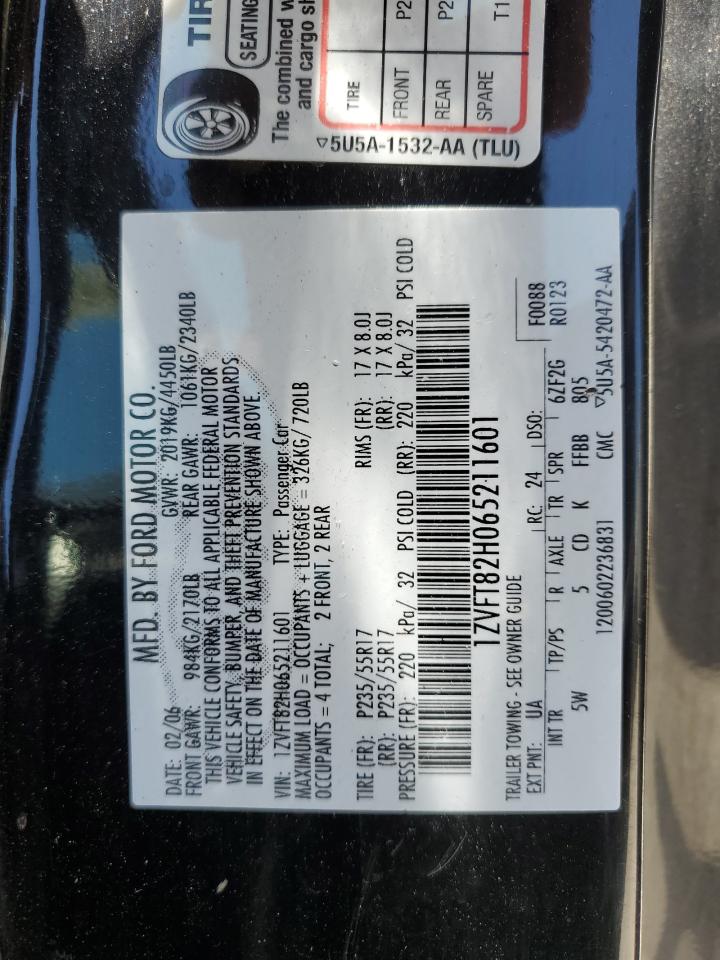 TIR
SEATING
The combined w
and cargo sh
TIRE
FRONT P2
REAR P2
SPARE T1
5U5A-1532-AA (TLU)
MFD. BY FORD MOTOR CO.
DATE: 02/06 GVWR: 2019KG/4450LB
FRONT GAWR: 984KG/2170LB REAR GAWR: 1061KG/2340LB
THIS VEHICLE CONFORMS TO ALL APPLICABLE FEDERAL MOTOR
VEHICLE SAFETY, BUMPER, AND THEFT PREVENTION STANDARDS
IN EFFECT ON THE DATE OF MANUFACTURE SHOWN ABOVE.
VIN: 1ZVFT82H065211601 TYPE: Passenger Car
MAXIMUM LOAD = OCCUPANTS + LUGGAGE = 326KG/720LB
OCCUPANTS = 4 TOTAL; 2 FRONT, 2 REAR
TIRE (FR): P235/55R17 RIMS (FR): 17 X 8.0J
(RR): P235/55R17 (RR): 17 X 8.0J
PRESSURE (FR): 220 kPa/ 32 PSI COLD (RR): 220 kPa/ 32 PSI COLD
1ZVFT82H065211601
TRAILER TOWING - SEE OWNER GUIDE
EXT PNT: UA RC: 24 DSO: F0088
INT TR TP/PS R AXLE TR SPR 6ZF2G R0123
5W 5 CD K FFBB 805
1200602236831 CMC 5U5A-5420472-AA